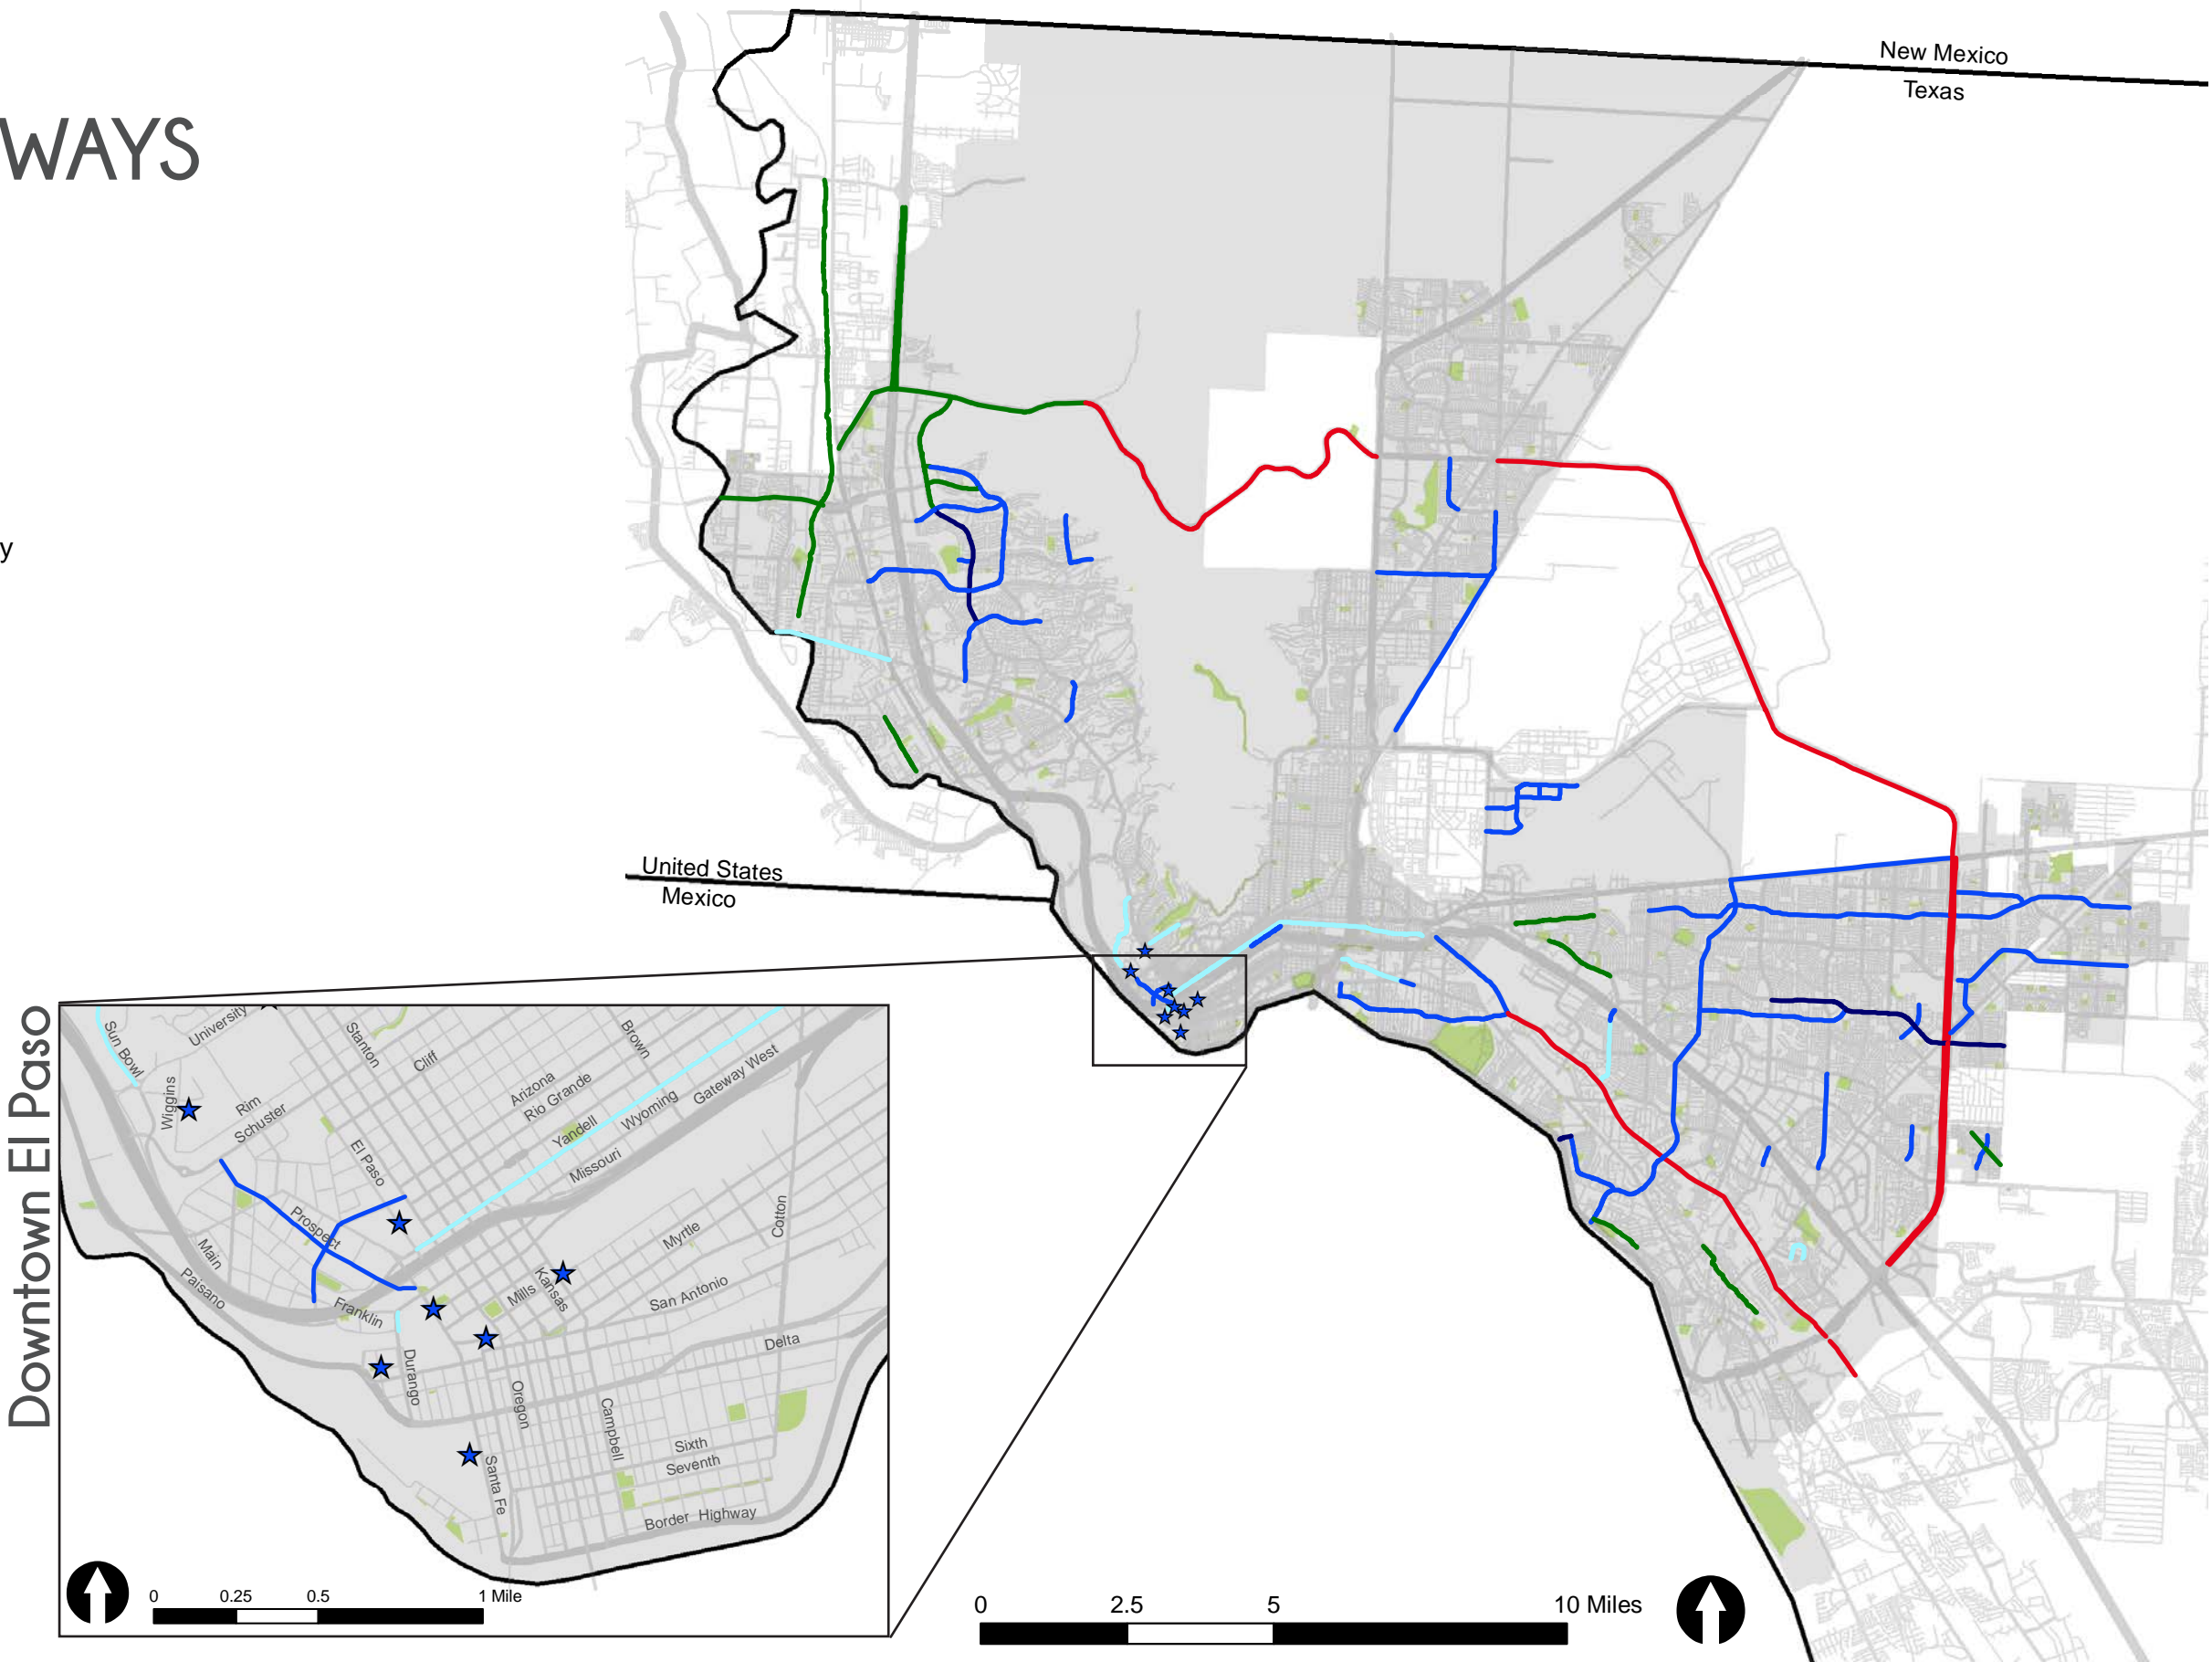 WAYS
y
New Mexico
Texas
United States
Mexico
Downtown El Paso
Sun Bowl
University
Wiggins
Rim
Schuster
Stanton
Cliff
Brown
Arizona
Rio Grande
Yandell
Wyoming
Gateway West
Missouri
El Paso
Prospect
Main
Paisano
Franklin
Durango
Mills
Kansas
Myrtle
Cotton
San Antonio
Delta
Oregon
Campbell
Santa Fe
Sixth
Seventh
Border Highway
0 0.25 0.5 1 Mile
0 2.5 5 10 Miles